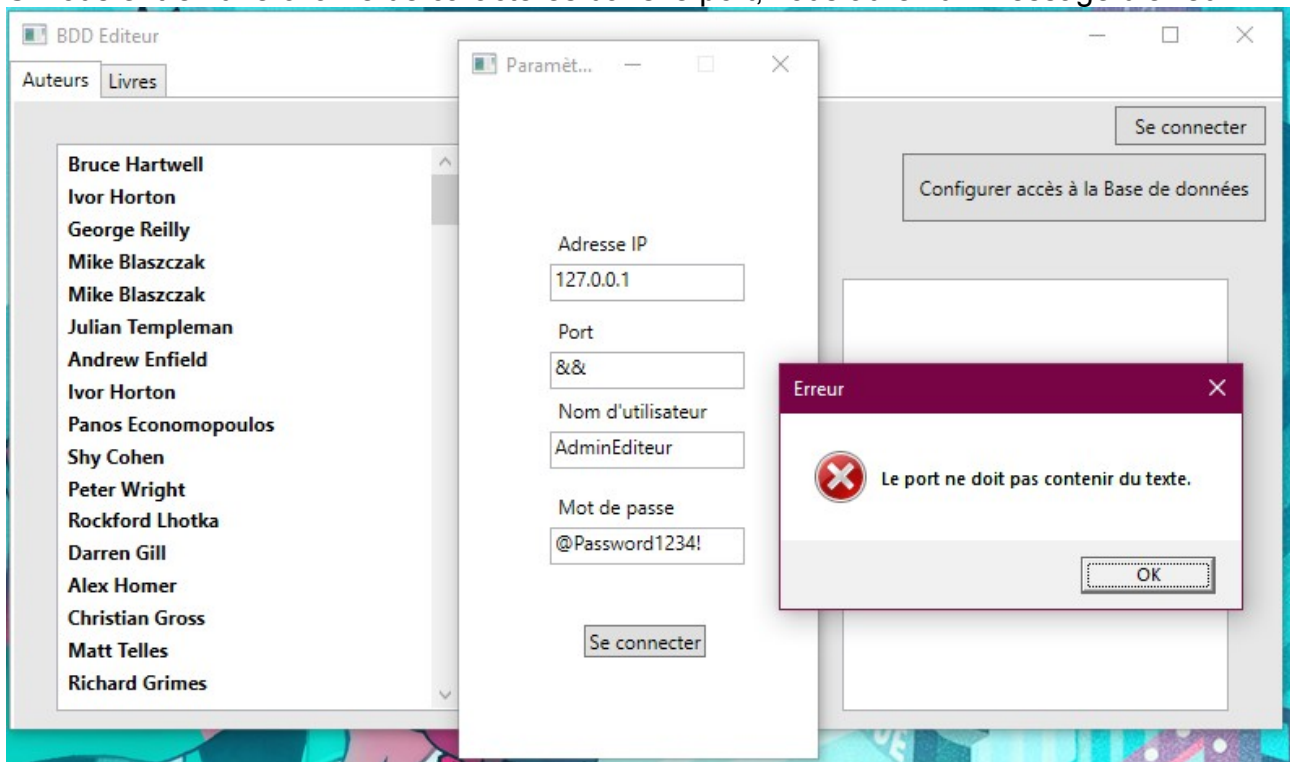 BDD Editeur
Paramèt...
Auteurs Livres
Se connecter
Configurer accès à la Base de données
Bruce Hartwell
Ivor Horton
George Reilly
Mike Blaszczak
Mike Blaszczak
Julian Templeman
Andrew Enfield
Ivor Horton
Panos Economopoulos
Shy Cohen
Peter Wright
Rockford Lhotka
Darren Gill
Alex Homer
Christian Gross
Matt Telles
Richard Grimes
Adresse IP
127.0.0.1
Port
&&
Nom d'utilisateur
AdminEditeur
Mot de passe
@Password1234!
Se connecter
Erreur
Le port ne doit pas contenir du texte.
OK